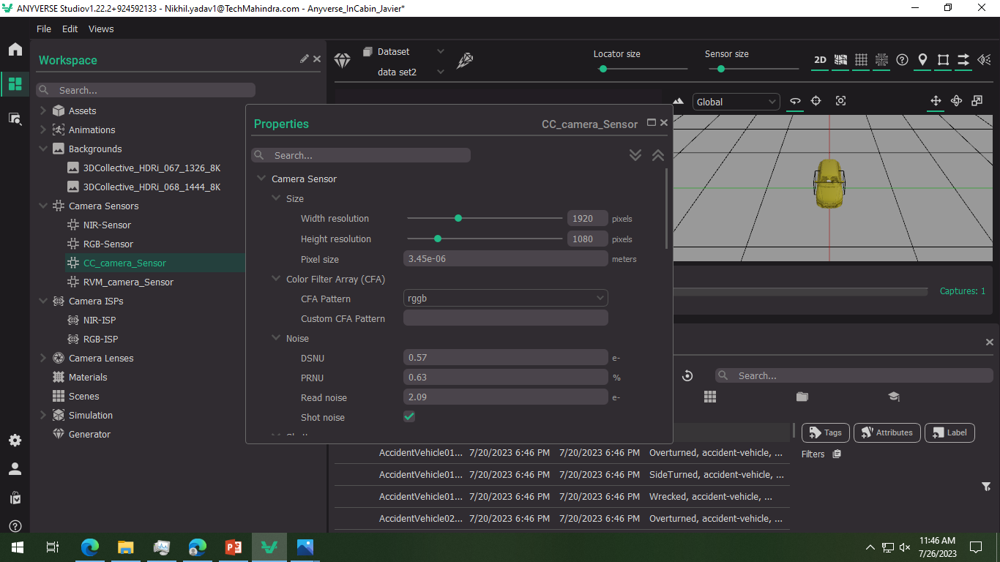 ANYVERSE Studiov1.22.2+924592133 - Nikhil.yadav1@TechMahindra.com - Anyverse_InCabin_Javier*
File Edit Views
Workspace
Search...
Assets
Animations
Backgrounds
3DCollective_HDRi_067_1326_8K
3DCollective_HDRi_068_1444_8K
Camera Sensors
NIR-Sensor
RGB-Sensor
CC_camera_Sensor
RVM_camera_Sensor
Camera ISPs
NIR-ISP
RGB-ISP
Camera Lenses
Materials
Scenes
Simulation
Generator
Dataset
data set2
Locator size
Sensor size
2D
Global
Properties
CC_camera_Sensor
Search...
Camera Sensor
Size
Width resolution 1920 pixels
Height resolution 1080 pixels
Pixel size 3.45e-06 meters
Color Filter Array (CFA)
CFA Pattern rggb
Custom CFA Pattern
Noise
DSNU 0.57 e-
PRNU 0.63 %
Read noise 2.09 e-
Shot noise
Captures: 1
Search...
Tags
Attributes
Label
Filters
AccidentVehicle01... 7/20/2023 6:46 PM 7/20/2023 6:46 PM Overturned, accident-vehicle, ...
AccidentVehicle01... 7/20/2023 6:46 PM 7/20/2023 6:46 PM SideTurned, accident-vehicle, ...
AccidentVehicle01... 7/20/2023 6:46 PM 7/20/2023 6:46 PM Wrecked, accident-vehicle, ...
AccidentVehicle02... 7/20/2023 6:46 PM 7/20/2023 6:46 PM Overturned, accident-vehicle, ...
11:46 AM
7/26/2023